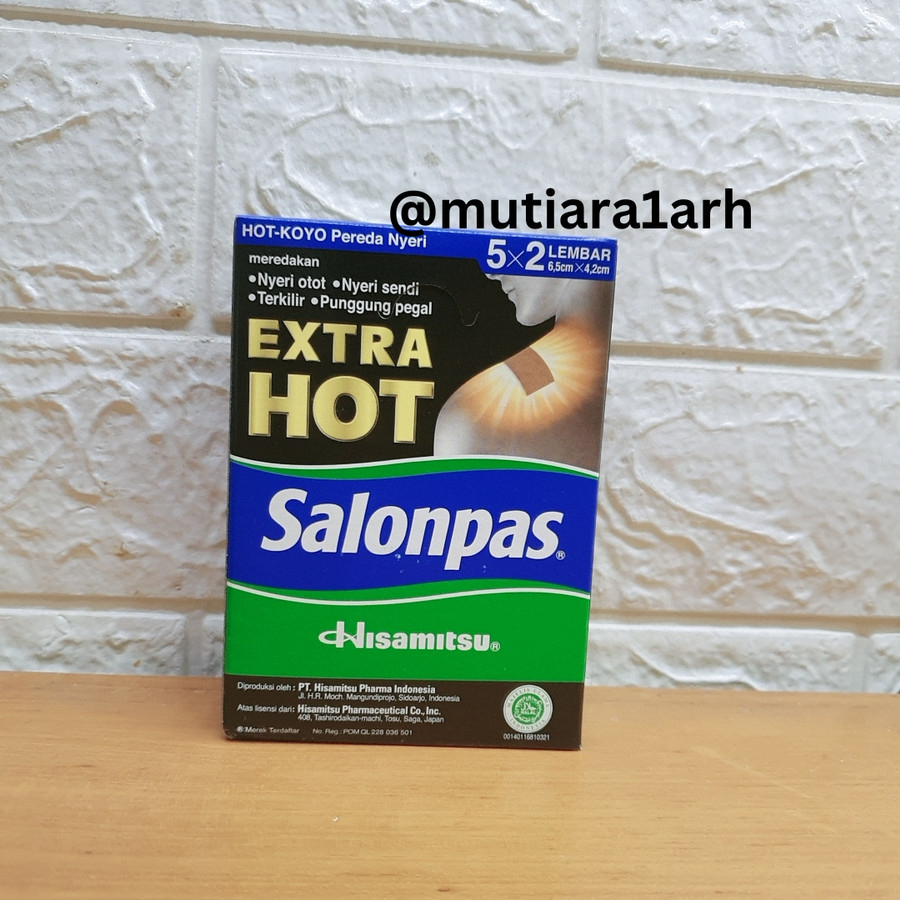 @mutiara1arh
HOT-KOYO Pereda Nyeri
5×2 LEMBAR
6,5cm×4,2cm
meredakan
•Nyeri otot •Nyeri sendi
•Terkilir •Punggung pegal
EXTRA
HOT
Salonpas®
Hisamitsu®
Diproduksi oleh : PT. Hisamitsu Pharma Indonesia
Jl. H.R. Moch. Mangundiprojo, Sidoarjo, Indonesia
Atas lisensi dari: Hisamitsu Pharmaceutical Co., Inc.
408, Tashirodaikan-machi, Tosu, Saga, Japan
® Merek Terdaftar No. Reg.: POM QL 228 036 501
00140116810321